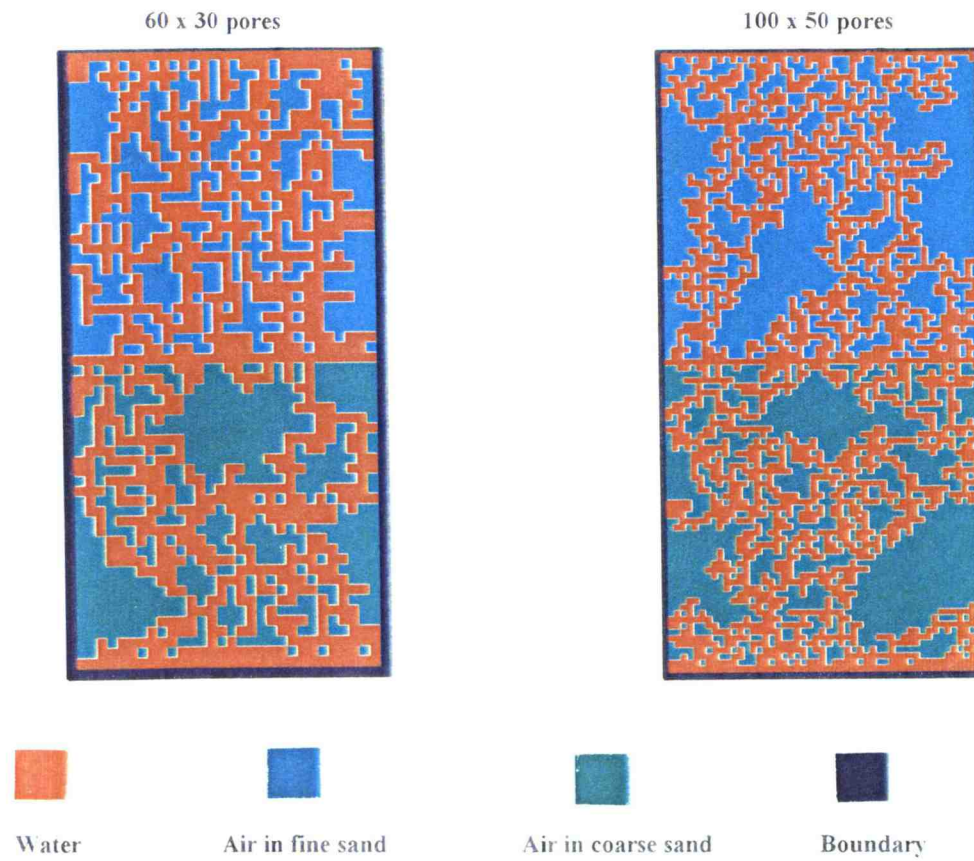 60 x 30 pores
100 x 50 pores
Water
Air in fine sand
Air in coarse sand
Boundary